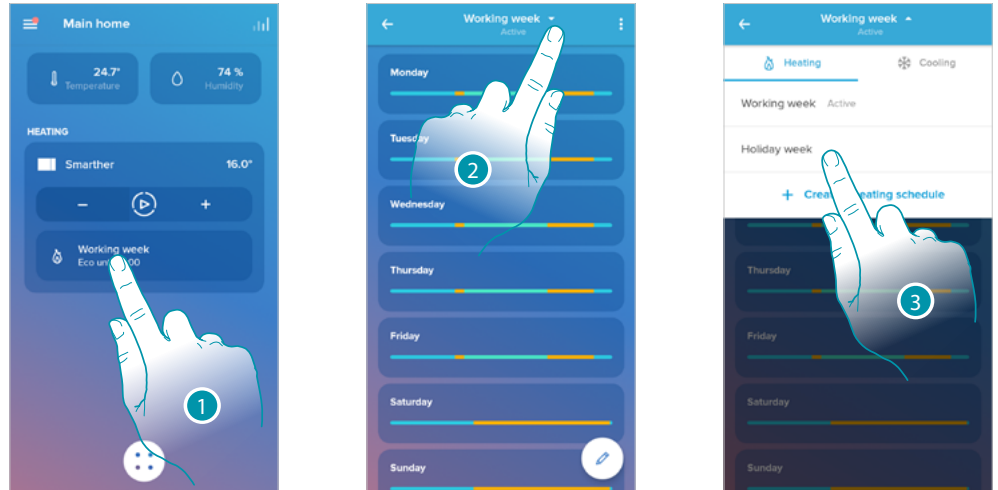 Main home
24.7°
Temperature
74 %
Humidity
HEATING
Smarther
16.0°
Working week
Eco
1
Working week
Active
Monday
Tuesday
Wednesday
Thursday
Friday
Saturday
Sunday
2
Working week
Active
Heating
Cooling
Working week Active
Holiday week
+ eating schedule
Thursday
Friday
Saturday
Sunday
3